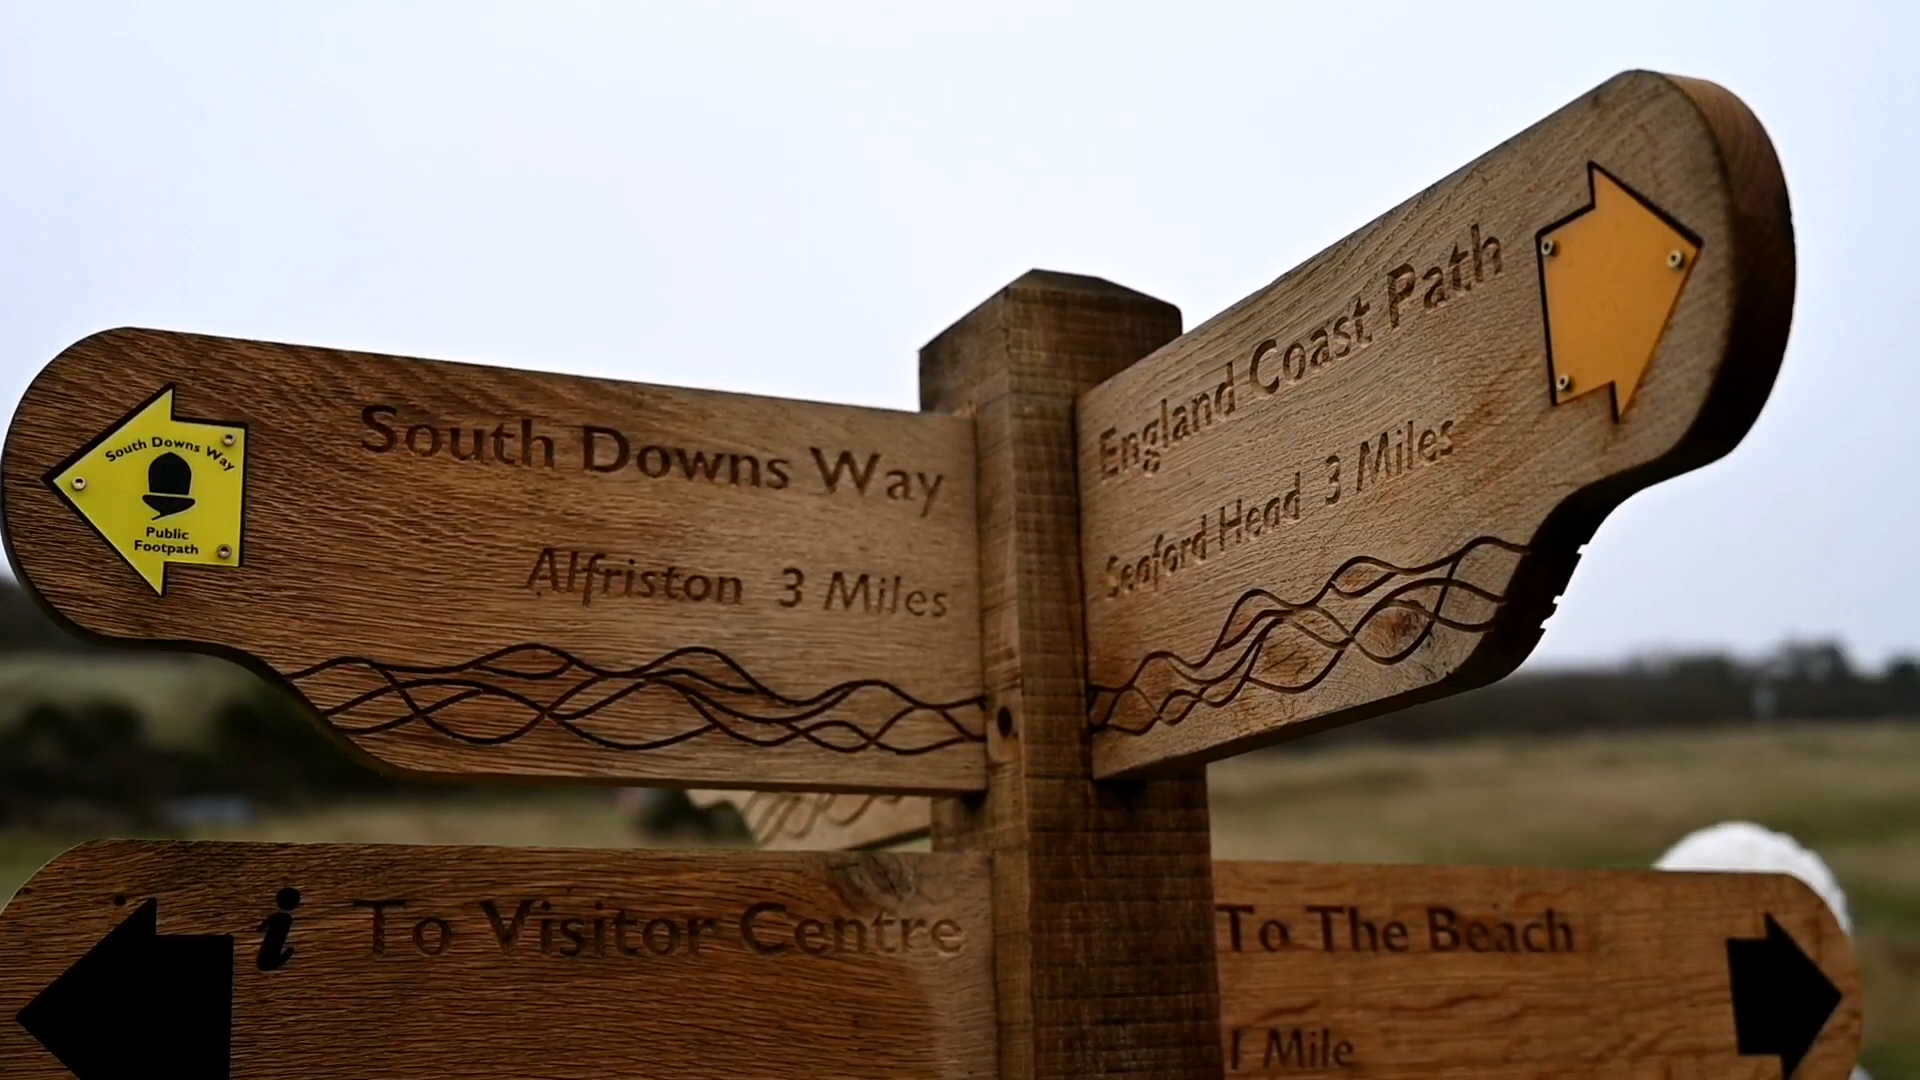 South Downs Way
Public
Footpath
South Downs Way
Alfriston 3 Miles
England Coast Path
Seaford Head 3 Miles
i To Visitor Centre
To The Beach
1 Mile